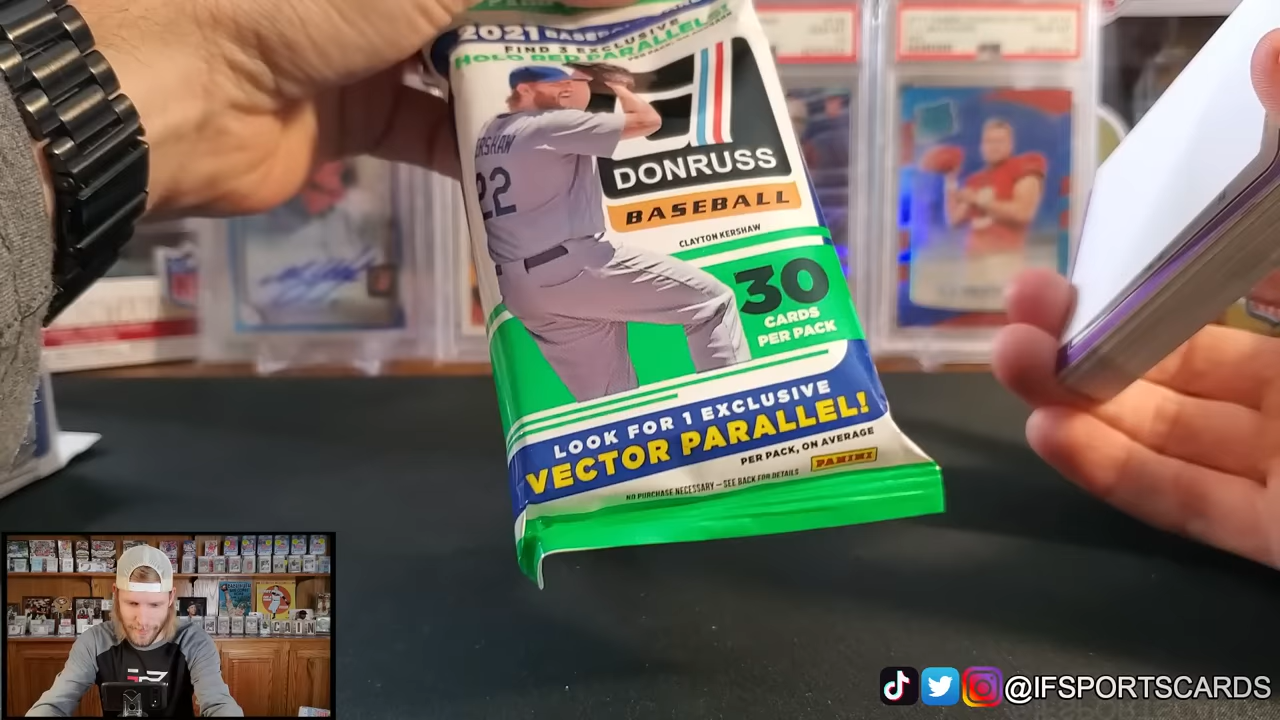 2021 BASEBALL
FIND 3 EXCLUSIVE
HOLO RED PARALLELS!
KERSHAW
22
DONRUSS
BASEBALL
CLAYTON KERSHAW
30
CARDS
PER PACK
LOOK FOR 1 EXCLUSIVE
VECTOR PARALLEL!
PER PACK, ON AVERAGE
PANINI
NO PURCHASE NECESSARY – SEE BACK FOR DETAILS
CAIN
@IFSPORTSCARDS